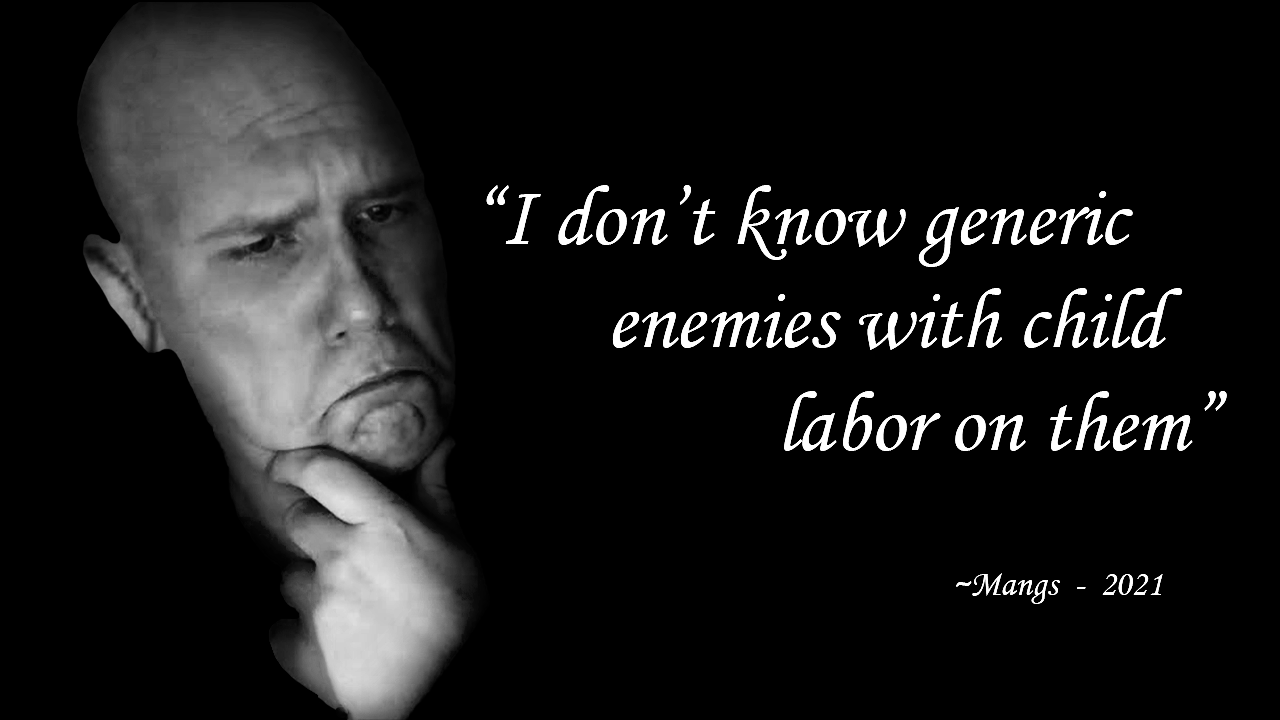 “I don’t know generic
enemies with child
labor on them”
~Mangs - 2021